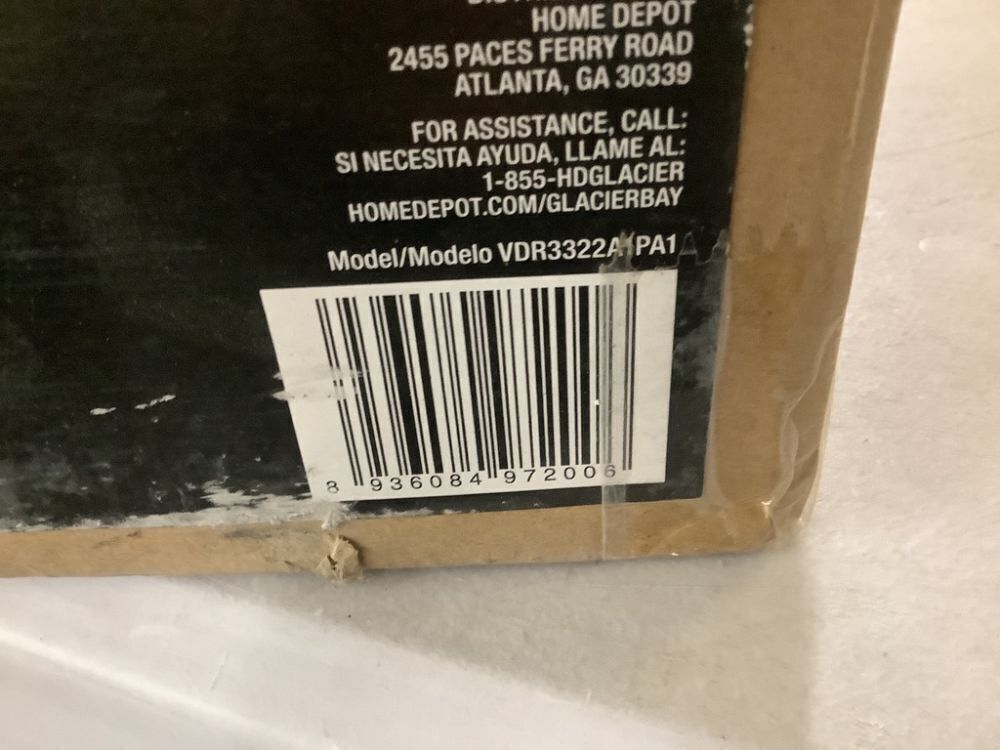 HOME DEPOT
2455 PACES FERRY ROAD
ATLANTA, GA 30339
FOR ASSISTANCE, CALL:
SI NECESITA AYUDA, LLAME AL:
1-855-HDGLACIER
HOMEDEPOT.COM/GLACIERBAY
Model/Modelo VDR3322A1PA1
8 936084 972006